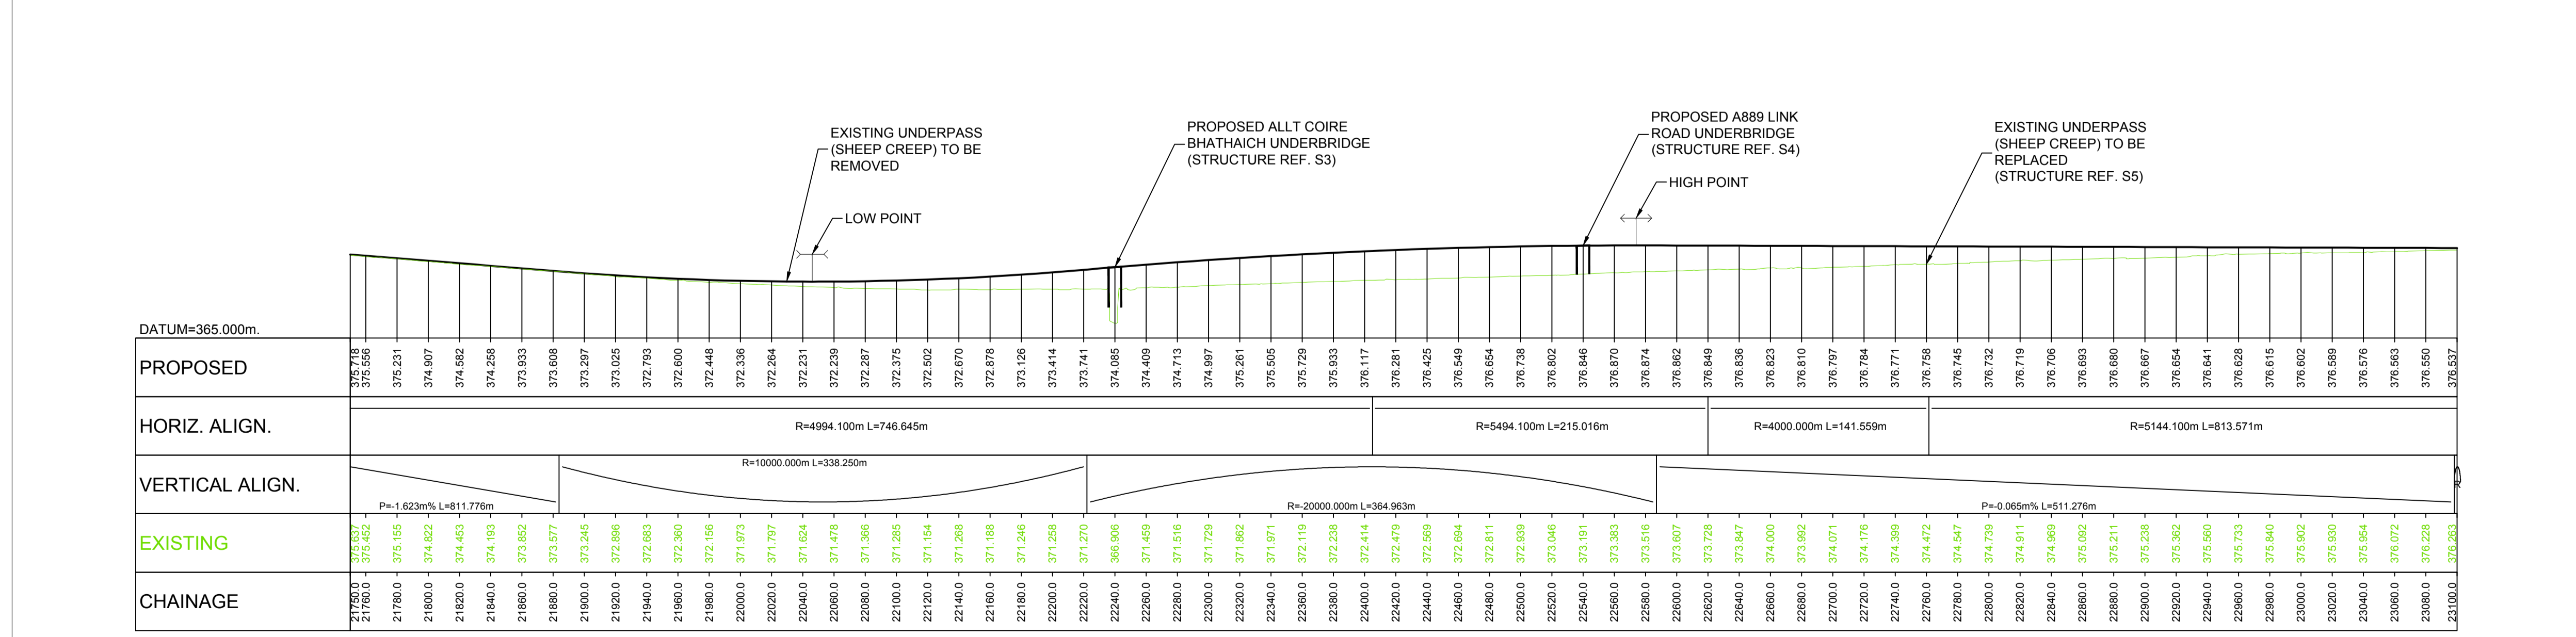 EXISTING UNDERPASS
(SHEEP CREEP) TO BE
REMOVED
LOW POINT
PROPOSED ALLT COIRE
BHATHAICH UNDERBRIDGE
(STRUCTURE REF. S3)
PROPOSED A889 LINK
ROAD UNDERBRIDGE
(STRUCTURE REF. S4)
HIGH POINT
EXISTING UNDERPASS
(SHEEP CREEP) TO BE
REPLACED
(STRUCTURE REF. S5)
DATUM=365.000m.
PROPOSED
375.718 375.556 375.231 374.907 374.582 374.258 373.933 373.608 373.297 373.025 372.793 372.600 372.448 372.336 372.264 372.231 372.239 372.287 372.375 372.502 372.670 372.878 373.126 373.414 373.741 374.085 374.409 374.713 374.997 375.261 375.505 375.729 375.933 376.117 376.281 376.425 376.549 376.654 376.738 376.802 376.846 376.870 376.874 376.862 376.849 376.836 376.823 376.810 376.797 376.784 376.771 376.758 376.745 376.732 376.719 376.706 376.693 376.680 376.667 376.654 376.641 376.628 376.615 376.602 376.589 376.576 376.563 376.550 376.537
HORIZ. ALIGN.
R=4994.100m L=746.645m
R=5494.100m L=215.016m
R=4000.000m L=141.559m
R=5144.100m L=813.571m
VERTICAL ALIGN.
P=-1.623m% L=811.776m
R=10000.000m L=338.250m
R=-20000.000m L=364.963m
P=-0.065m% L=511.276m
EXISTING
375.637 375.452 375.155 374.822 374.453 374.193 373.852 373.577 373.245 372.896 372.683 372.360 372.156 371.973 371.797 371.624 371.478 371.366 371.285 371.154 371.268 371.188 371.246 371.258 371.270 366.906 371.459 371.516 371.729 371.862 371.971 372.119 372.238 372.414 372.479 372.569 372.694 372.811 372.939 373.046 373.191 373.383 373.516 373.607 373.728 373.847 374.000 373.992 374.071 374.176 374.399 374.472 374.547 374.739 374.911 374.969 375.092 375.211 375.238 375.362 375.560 375.733 375.840 375.902 375.930 375.954 376.072 376.228 376.263
CHAINAGE
21750.0 21760.0 21780.0 21800.0 21820.0 21840.0 21860.0 21880.0 21900.0 21920.0 21940.0 21960.0 21980.0 22000.0 22020.0 22040.0 22060.0 22080.0 22100.0 22120.0 22140.0 22160.0 22180.0 22200.0 22220.0 22240.0 22260.0 22280.0 22300.0 22320.0 22340.0 22360.0 22380.0 22400.0 22420.0 22440.0 22460.0 22480.0 22500.0 22520.0 22540.0 22560.0 22580.0 22600.0 22620.0 22640.0 22660.0 22680.0 22700.0 22720.0 22740.0 22760.0 22780.0 22800.0 22820.0 22840.0 22860.0 22880.0 22900.0 22920.0 22940.0 22960.0 22980.0 23000.0 23020.0 23040.0 23060.0 23080.0 23100.0